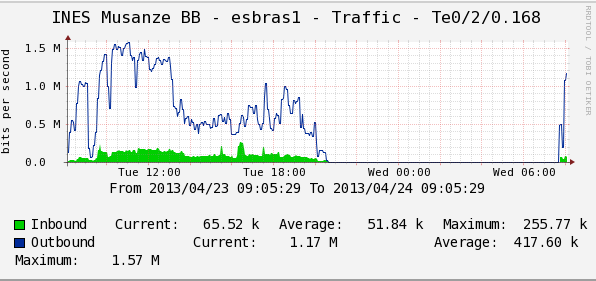 INES Musanze BB - esbras1 - Traffic - Te0/2/0.168
RRDTOOL / TOBI OETIKER
bits per second
1.5 M
1.0 M
0.5 M
0.0
Tue 12:00 Tue 18:00 Wed 00:00 Wed 06:00
From 2013/04/23 09:05:29 To 2013/04/24 09:05:29
Inbound Current: 65.52 k Average: 51.84 k Maximum: 255.77 k
Outbound Current: 1.17 M Average: 417.60 k
Maximum: 1.57 M